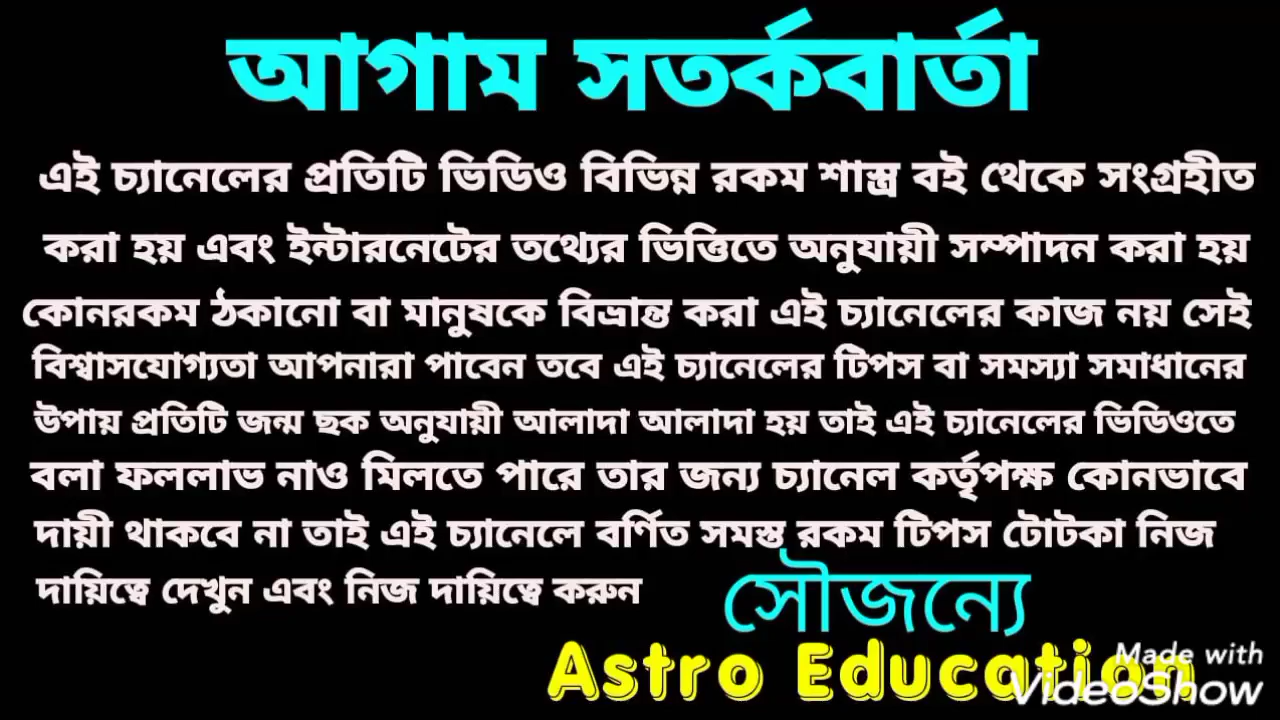 আগাম সতর্কবার্তা
এই চ্যানেলের প্রতিটি ভিডিও বিভিন্ন রকম শাস্ত্র বই থেকে সংগ্রহীত
করা হয় এবং ইন্টারনেটের তথ্যের ভিত্তিতে অনুযায়ী সম্পাদন করা হয়
কোনরকম ঠকানো বা মানুষকে বিভ্রান্ত করা এই চ্যানেলের কাজ নয় সেই
বিশ্বাসযোগ্যতা আপনারা পাবেন তবে এই চ্যানেলের টিপস বা সমস্যা সমাধানের
উপায় প্রতিটি জন্ম ছক অনুযায়ী আলাদা আলাদা হয় তাই এই চ্যানেলের ভিডিওতে
বলা ফললাভ নাও মিলতে পারে তার জন্য চ্যানেল কর্তৃপক্ষ কোনভাবে
দায়ী থাকবে না তাই এই চ্যানেলে বর্ণিত সমস্ত রকম টিপস টোটকা নিজ
দায়িত্বে দেখুন এবং নিজ দায়িত্বে করুন
সৌজন্যে
Astro Education
Made with
VideoShow